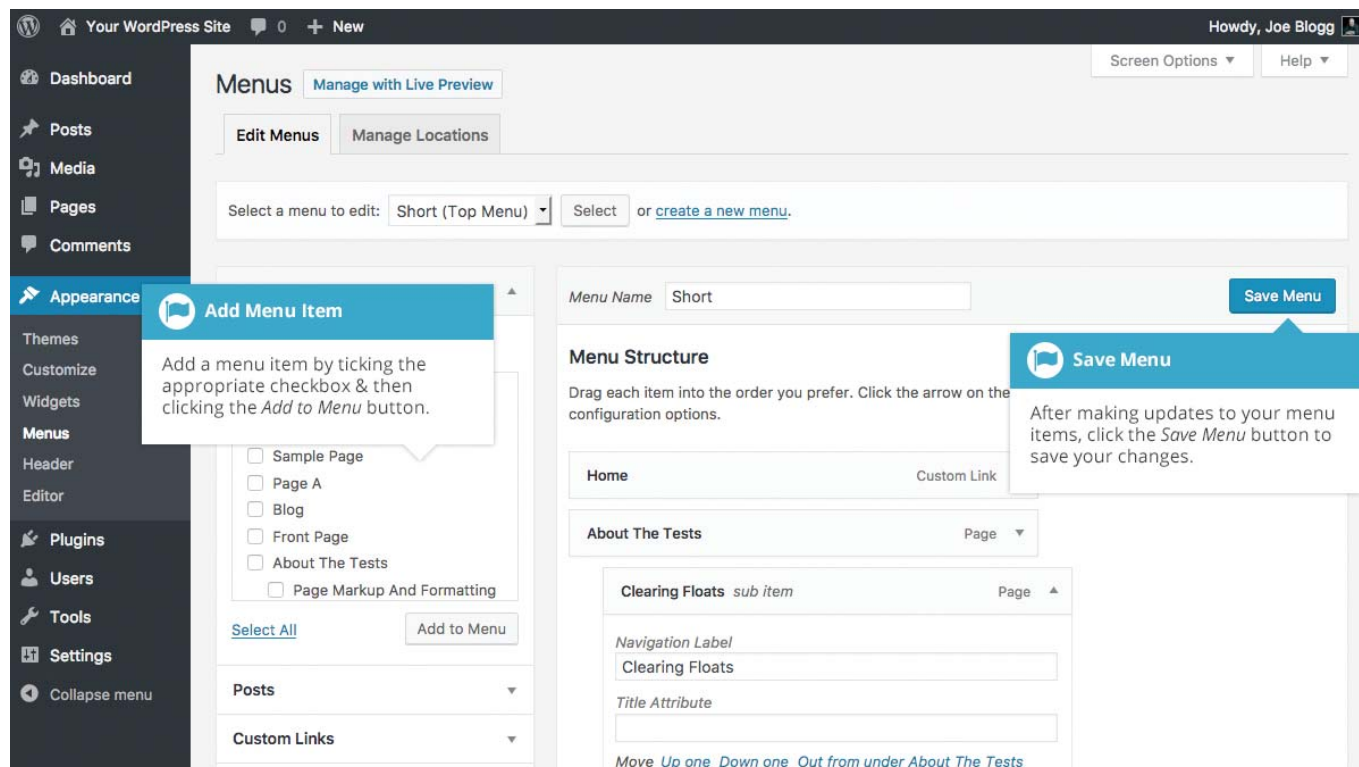 Your WordPress Site 0 + New
Howdy, Joe Blogg
Screen Options
Help
Dashboard
Posts
Media
Pages
Comments
Appearance
Themes
Customize
Widgets
Menus
Header
Editor
Plugins
Users
Tools
Settings
Collapse menu
Menus Manage with Live Preview
Edit Menus Manage Locations
Select a menu to edit: Short (Top Menu) Select or create a new menu.
Add Menu Item
Add a menu item by ticking the
appropriate checkbox & then
clicking the Add to Menu button.
Sample Page
Page A
Blog
Front Page
About The Tests
Page Markup And Formatting
Select All Add to Menu
Posts
Custom Links
Menu Name Short
Save Menu
Menu Structure
Drag each item into the order you prefer. Click the arrow on the
configuration options.
Save Menu
After making updates to your menu
items, click the Save Menu button to
save your changes.
Home Custom Link
About The Tests Page
Clearing Floats sub item Page
Navigation Label
Clearing Floats
Title Attribute
Move Up one Down one Out from under About The Tests